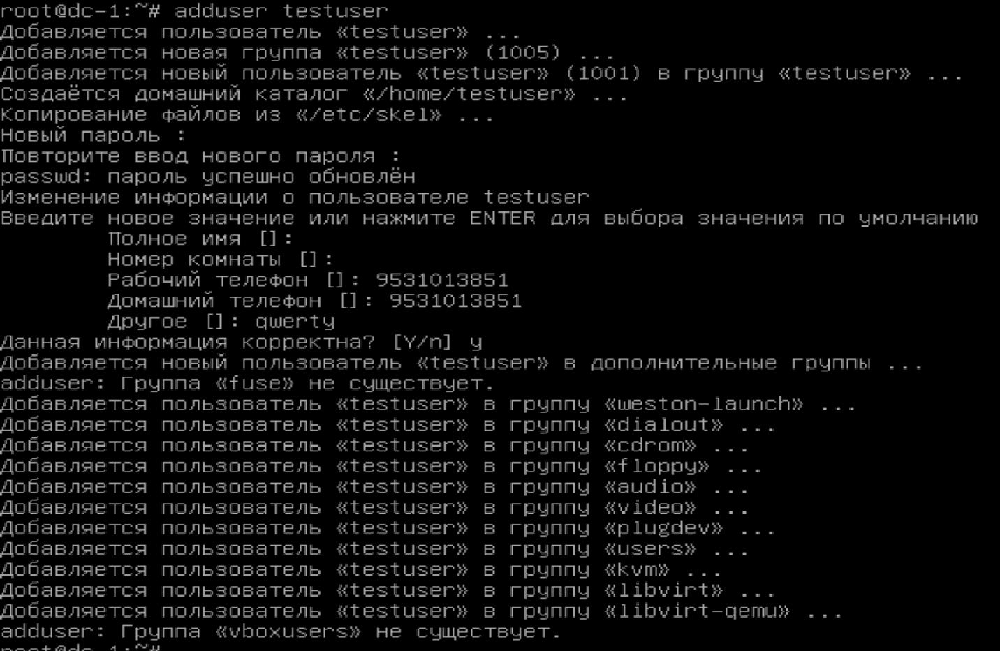 root@dc-1:~# adduser testuser
Добавляется пользователь «testuser» ...
Добавляется новая группа «testuser» (1005) ...
Добавляется новый пользователь «testuser» (1001) в группу «testuser» ...
Создаётся домашний каталог «/home/testuser» ...
Копирование файлов из «/etc/skel» ...
Новый пароль :
Повторите ввод нового пароля :
passwd: пароль успешно обновлён
Изменение информации о пользователе testuser
Введите новое значение или нажмите ENTER для выбора значения по умолчанию
Полное имя []:
Номер комнаты []:
Рабочий телефон []: 9531013851
Домашний телефон []: 9531013851
Другое []: qwerty
Данная информация корректна? [Y/n] y
Добавляется новый пользователь «testuser» в дополнительные группы ...
adduser: Группа «fuse» не существует.
Добавляется пользователь «testuser» в группу «weston-launch» ...
Добавляется пользователь «testuser» в группу «dialout» ...
Добавляется пользователь «testuser» в группу «cdrom» ...
Добавляется пользователь «testuser» в группу «floppy» ...
Добавляется пользователь «testuser» в группу «audio» ...
Добавляется пользователь «testuser» в группу «video» ...
Добавляется пользователь «testuser» в группу «plugdev» ...
Добавляется пользователь «testuser» в группу «users» ...
Добавляется пользователь «testuser» в группу «kvm» ...
Добавляется пользователь «testuser» в группу «libvirt» ...
Добавляется пользователь «testuser» в группу «libvirt-qemu» ...
adduser: Группа «vboxusers» не существует.
root@dc-1:~#